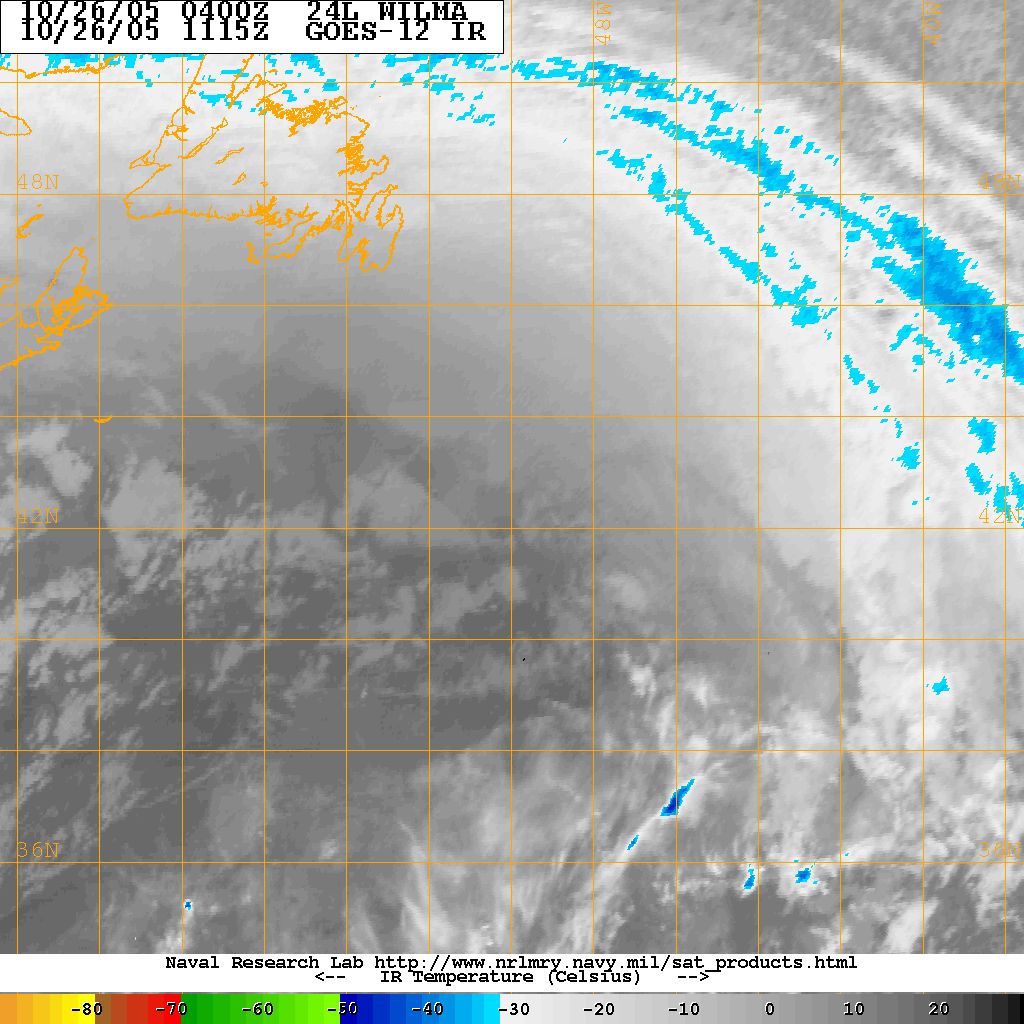 10/26/05 0400Z 24L WILMA
10/26/05 1115Z GOES-12 IR
48W 40W
48N 48N
42N 42N
36N 36N
Naval Research Lab http://www.nrlmry.navy.mil/sat_products.html
<-- IR Temperature (Celsius) -->
-80 -70 -60 -50 -40 -30 -20 -10 0 10 20